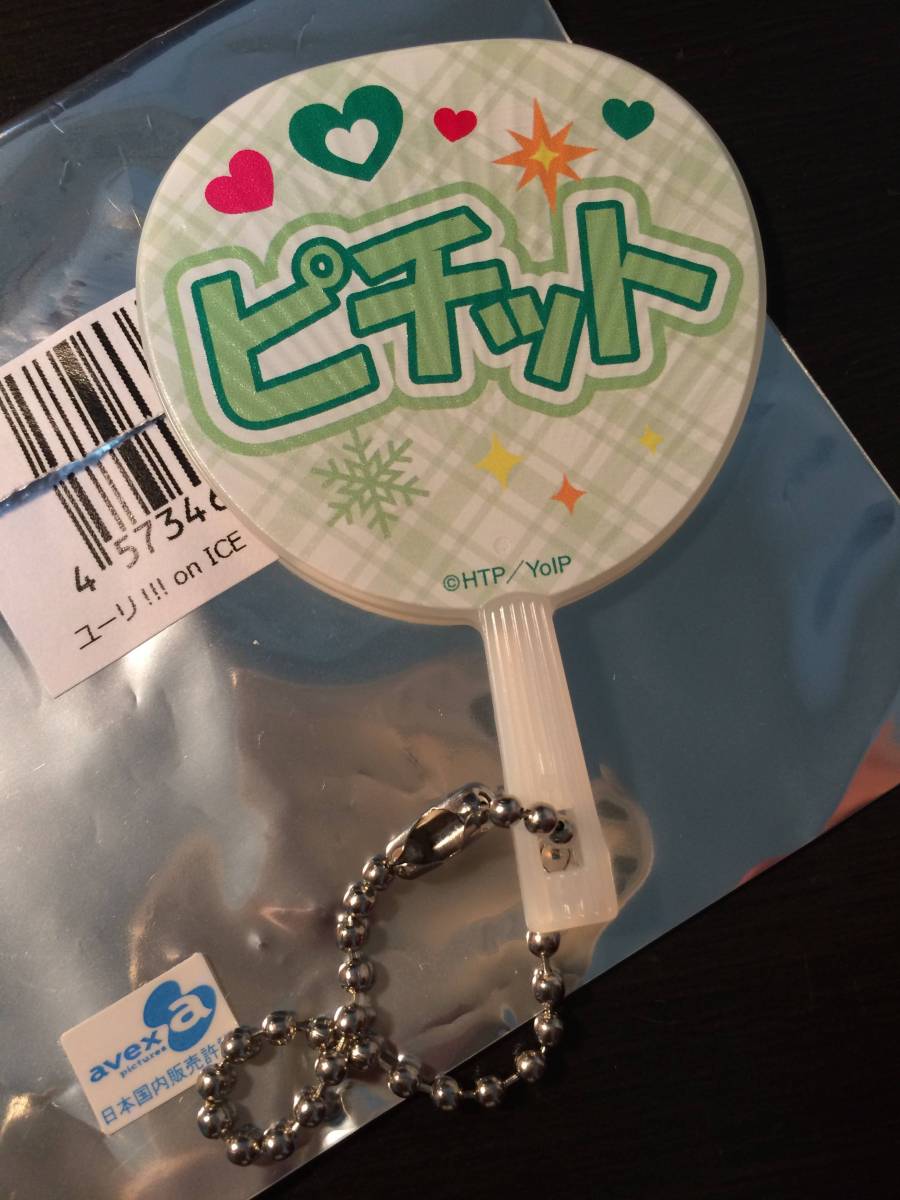 ピチット
©HTP/YoIP
4 57346
ユーリ!!! on ICE
avex
pictures
日本国内販売許